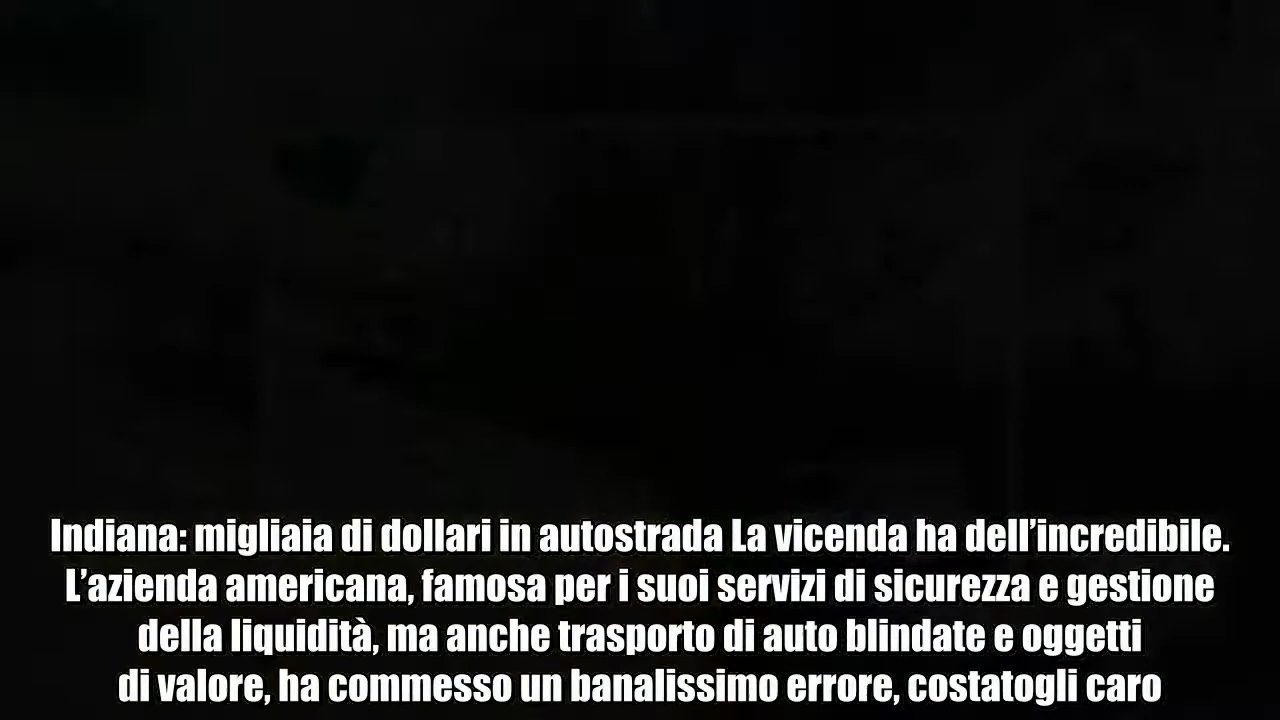 Indiana: migliaia di dollari in autostrada La vicenda ha dell’incredibile.
L’azienda americana, famosa per i suoi servizi di sicurezza e gestione
della liquidità, ma anche trasporto di auto blindate e oggetti
di valore, ha commesso un banalissimo errore, costatogli caro